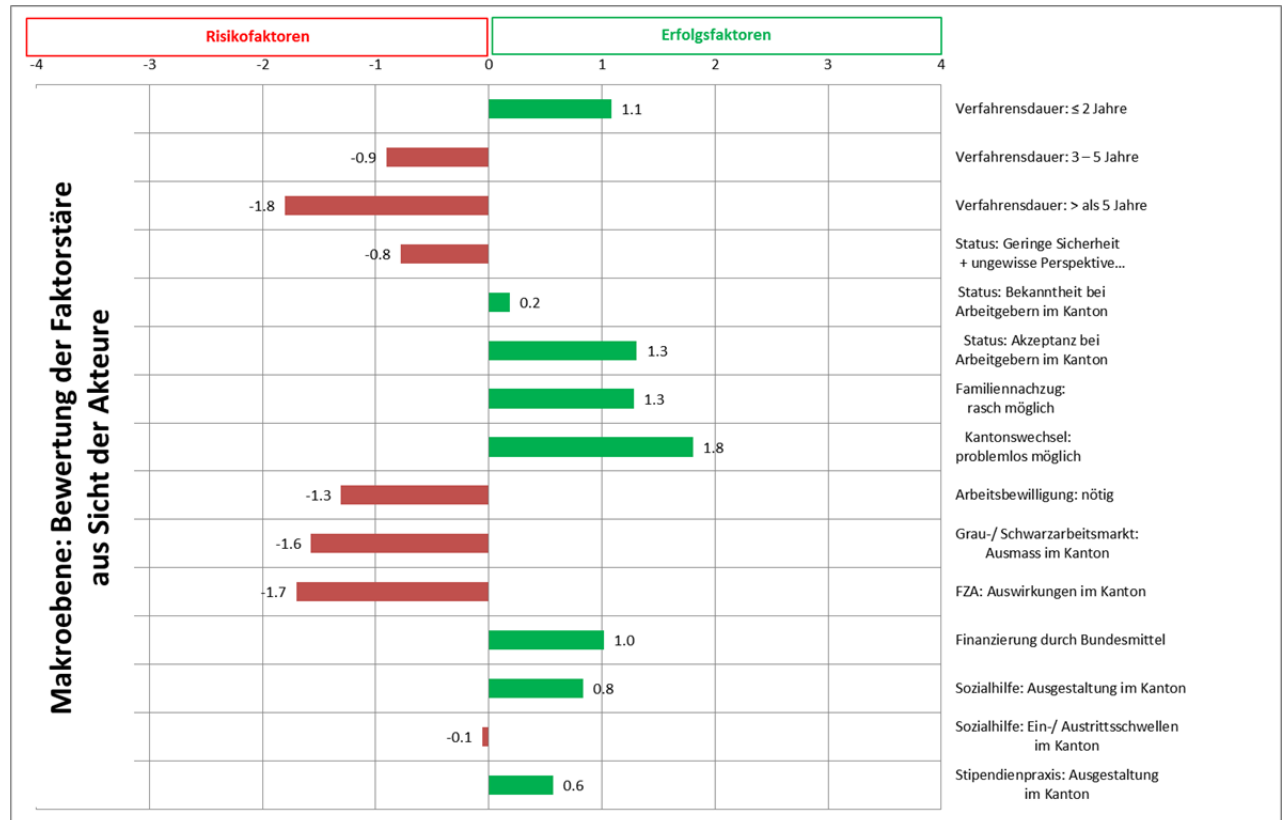 Risikofaktoren
Erfolgsfaktoren
-4 -3 -2 -1 0 1 2 3 4
Makroebene: Bewertung der Faktorstäre
aus Sicht der Akteure
1.1 Verfahrensdauer: ≤ 2 Jahre
-0.9 Verfahrensdauer: 3 – 5 Jahre
-1.8 Verfahrensdauer: > als 5 Jahre
-0.8 Status: Geringe Sicherheit
+ ungewisse Perspektive...
0.2 Status: Bekanntheit bei
Arbeitgebern im Kanton
1.3 Status: Akzeptanz bei
Arbeitgebern im Kanton
1.3 Familiennachzug:
rasch möglich
1.8 Kantonswechsel:
problemlos möglich
-1.3 Arbeitsbewilligung: nötig
-1.6 Grau-/ Schwarzarbeitsmarkt:
Ausmass im Kanton
-1.7 FZA: Auswirkungen im Kanton
1.0 Finanzierung durch Bundesmittel
0.8 Sozialhilfe: Ausgestaltung im Kanton
-0.1 Sozialhilfe: Ein-/ Austrittsschwellen
im Kanton
0.6 Stipendienpraxis: Ausgestaltung
im Kanton